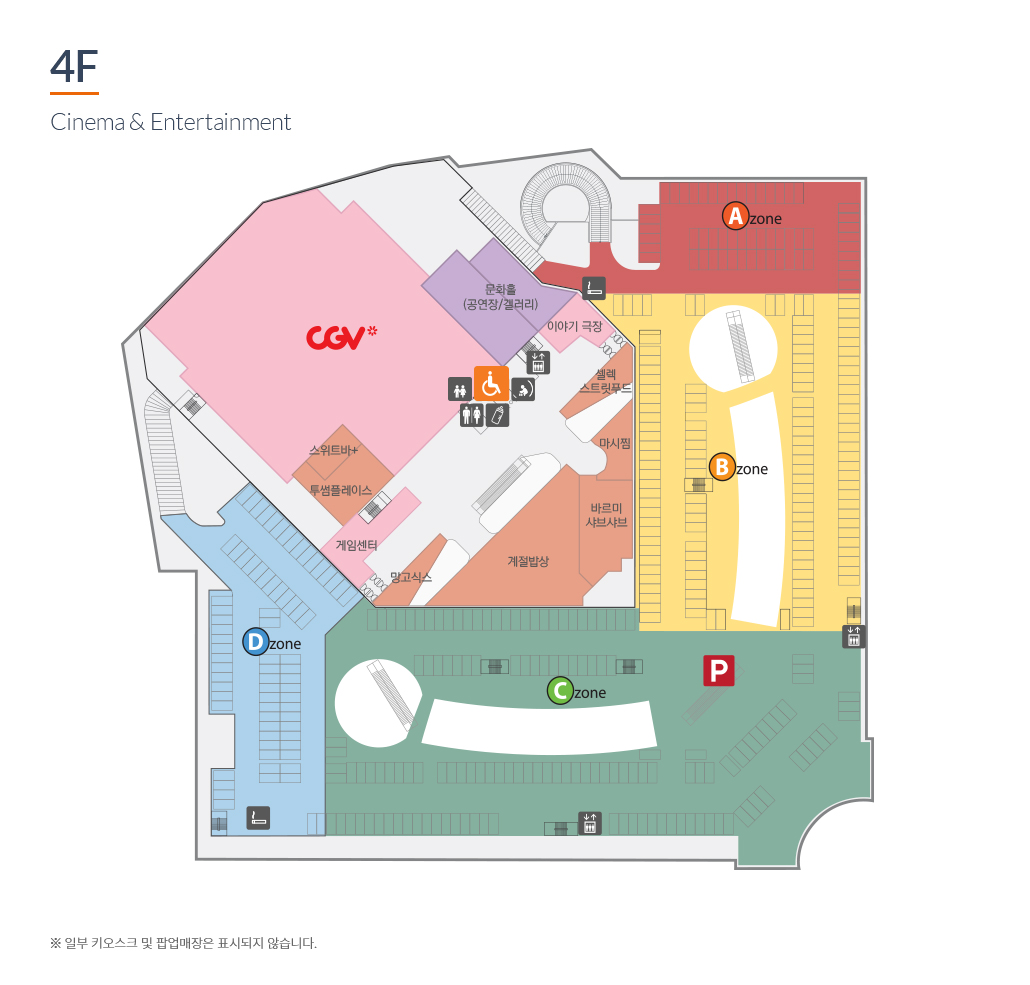 4F
Cinema & Entertainment
A zone
문화홀
(공연장/갤러리)
이야기 극장
CGV
셀렉
스트릿푸드
마시찜
스위트바+
B zone
투썸플레이스
바르미
샤브샤브
게임센터
계절밥상
망고식스
D zone
P
C zone
※ 일부 키오스크 및 팝업매장은 표시되지 않습니다.